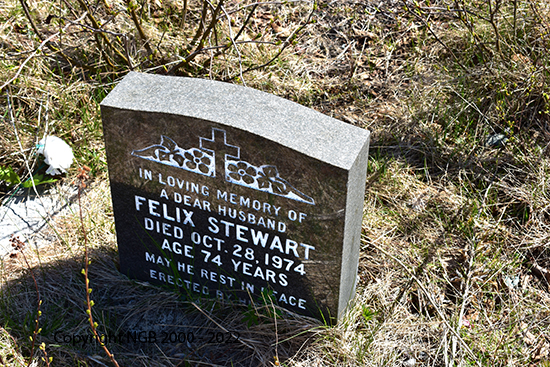 IN LOVING MEMORY OF
A DEAR HUSBAND
FELIX STEWART
DIED OCT. 28, 1974
AGE 74 YEARS
MAY HE REST IN PEACE
ERECTED BY
Copyright NGB 2000 - 202